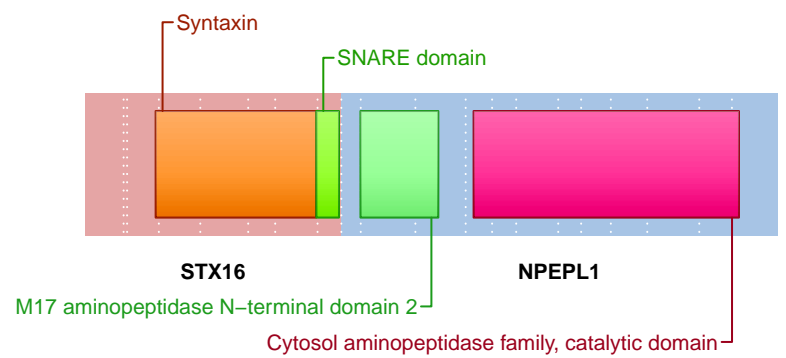 Syntaxin
SNARE domain
STX16
NPEPL1
M17 aminopeptidase N−terminal domain 2
Cytosol aminopeptidase family, catalytic domain